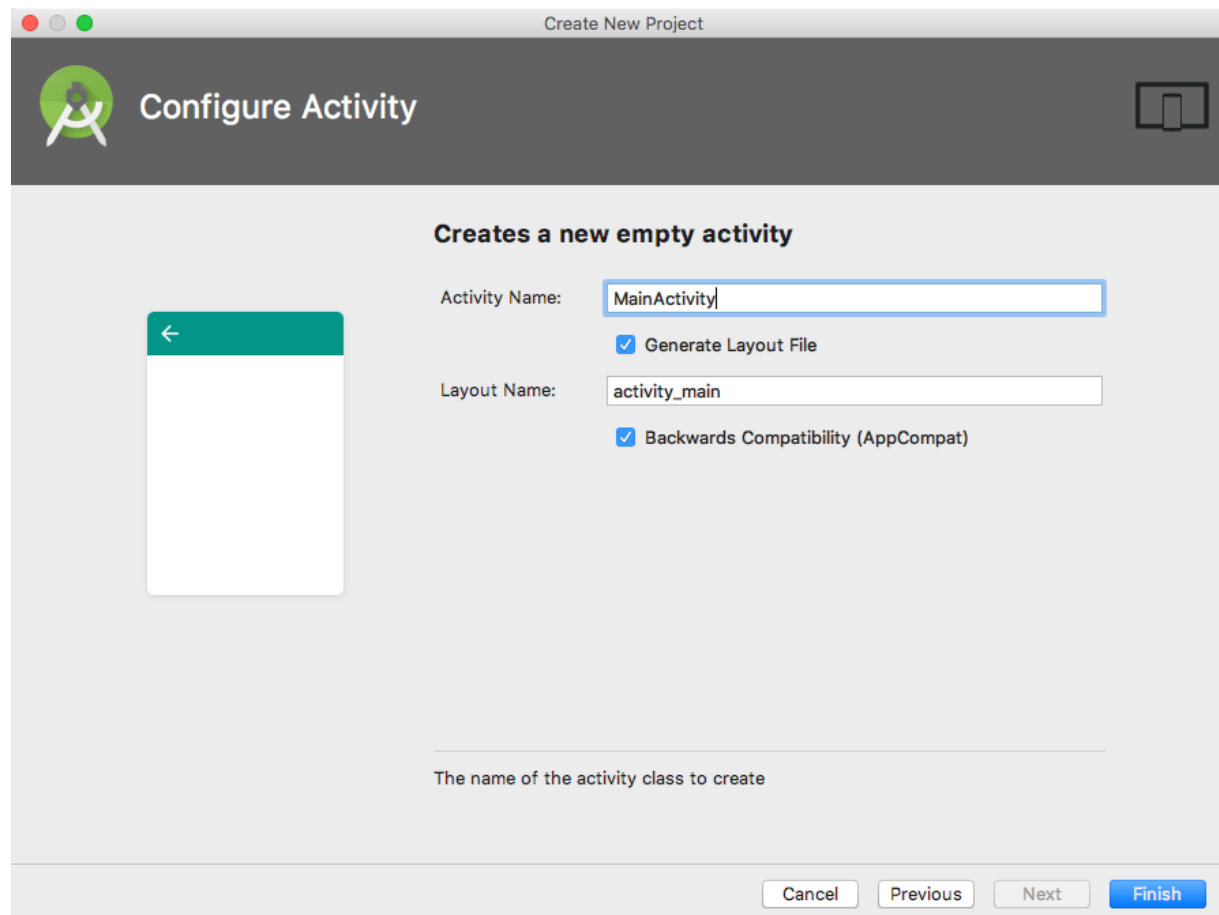 Create New Project
Configure Activity
Creates a new empty activity
Activity Name: MainActivity
Generate Layout File
Layout Name: activity_main
Backwards Compatibility (AppCompat)
The name of the activity class to create
Cancel Previous Next Finish